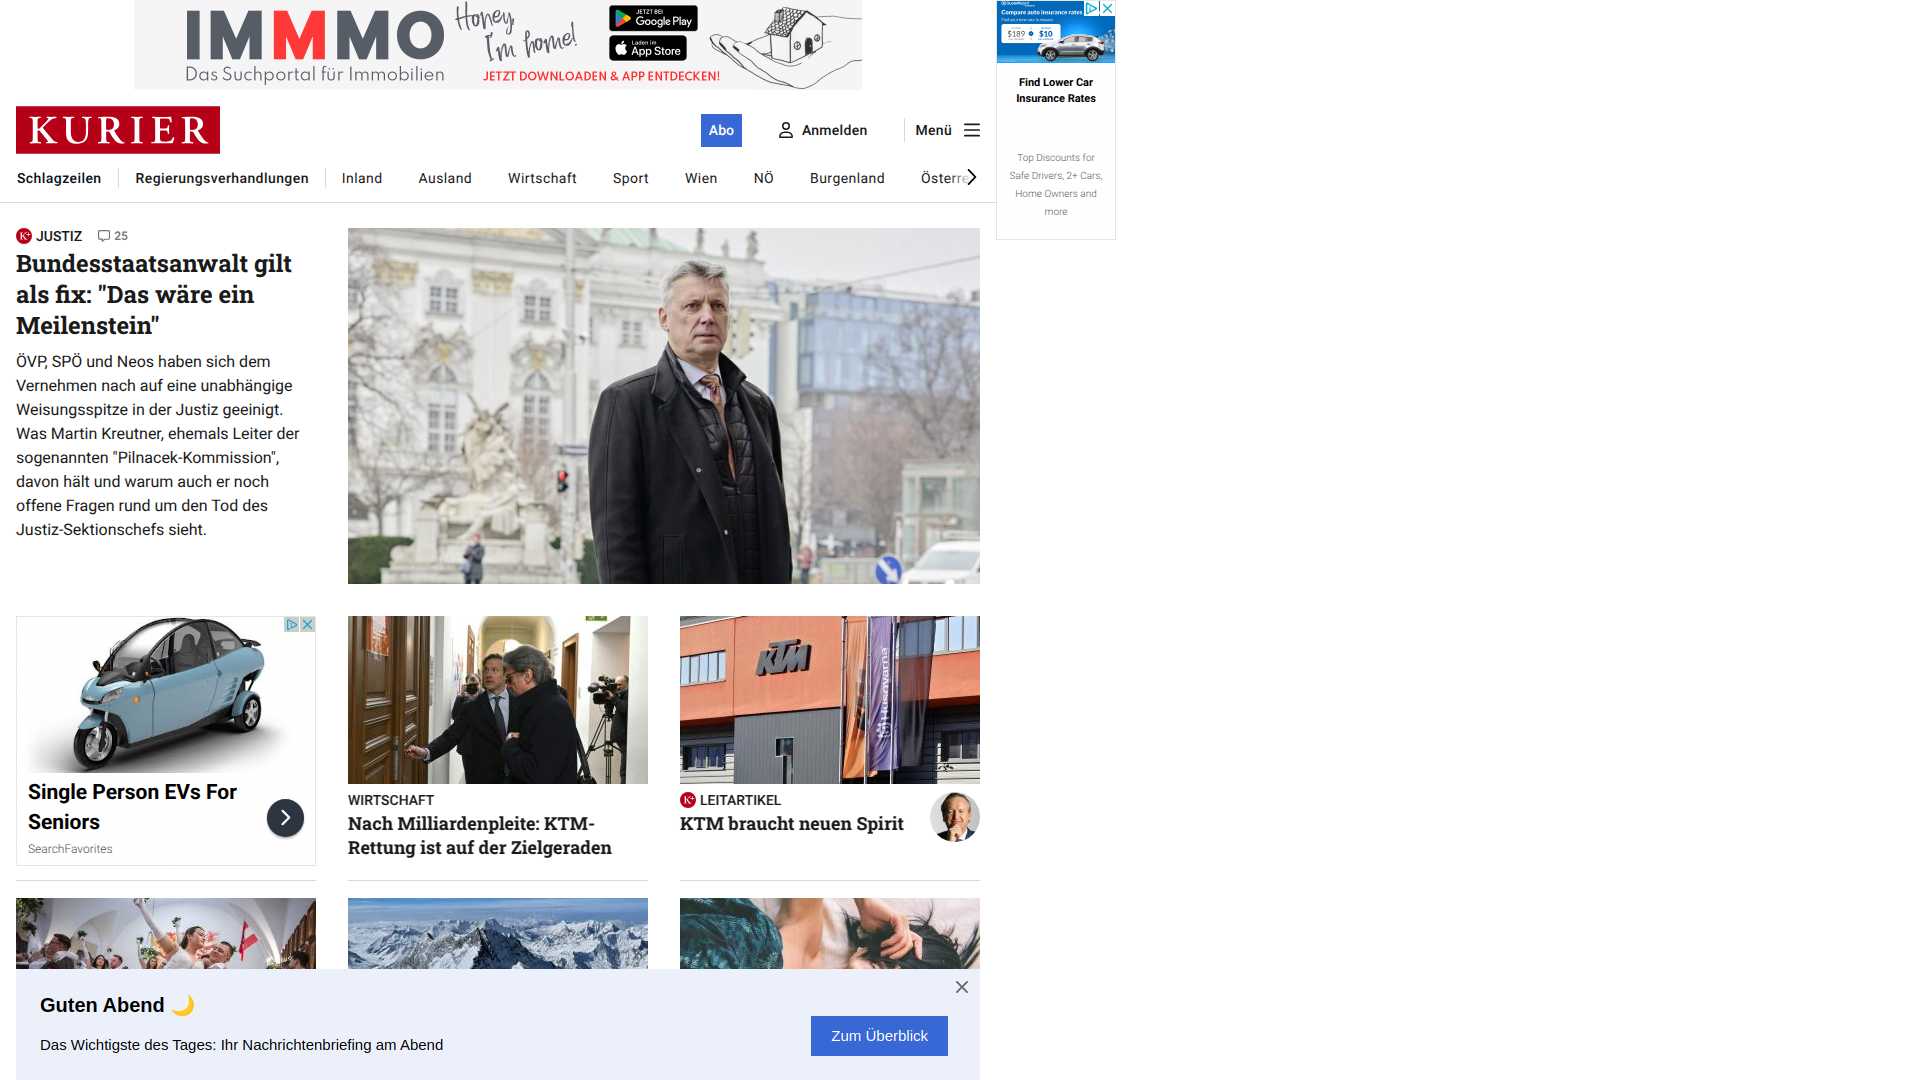 IMMMO
Das Suchportal für Immobilien
Honey, I'm home!
JETZT BEI
Google Play
Laden im
App Store
JETZT DOWNLOADEN & APP ENTDECKEN!
Compare auto insurance rates
$189
$10
Find Lower Car
Insurance Rates
Top Discounts for
Safe Drivers, 2+ Cars,
Home Owners and
more
KURIER
Abo
Anmelden
Menü
Schlagzeilen
Regierungsverhandlungen
Inland
Ausland
Wirtschaft
Sport
Wien
NÖ
Burgenland
Österre
K+ JUSTIZ 25
Bundesstaatsanwalt gilt
als fix: "Das wäre ein
Meilenstein"
ÖVP, SPÖ und Neos haben sich dem
Vernehmen nach auf eine unabhängige
Weisungsspitze in der Justiz geeinigt.
Was Martin Kreutner, ehemals Leiter der
sogenannten "Pilnacek-Kommission",
davon hält und warum auch er noch
offene Fragen rund um den Tod des
Justiz-Sektionschefs sieht.
Single Person EVs For
Seniors
SearchFavorites
WIRTSCHAFT
Nach Milliardenpleite: KTM-
Rettung ist auf der Zielgeraden
KTM
Husqvarna
K+ LEITARTIKEL
KTM braucht neuen Spirit
Guten Abend 🌙
Das Wichtigste des Tages: Ihr Nachrichtenbriefing am Abend
Zum Überblick